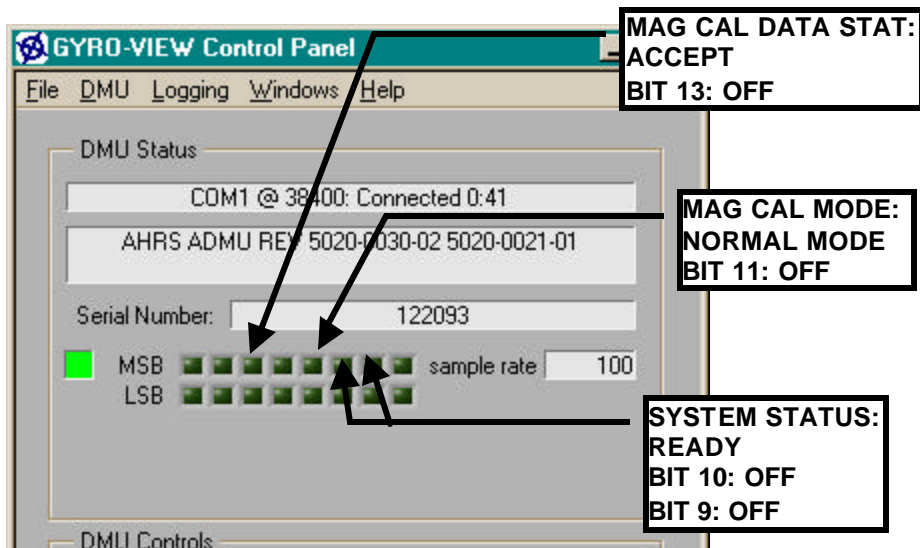 GYRO-VIEW Control Panel
File DMU Logging Windows Help
DMU Status
COM1 @ 38400: Connected 0:41
AHRS ADMU REV 5020-0030-02 5020-0021-01
Serial Number: 122093
MSB sample rate 100
LSB
DMU Controls
MAG CAL DATA STAT:
ACCEPT
BIT 13: OFF
MAG CAL MODE:
NORMAL MODE
BIT 11: OFF
SYSTEM STATUS:
READY
BIT 10: OFF
BIT 9: OFF